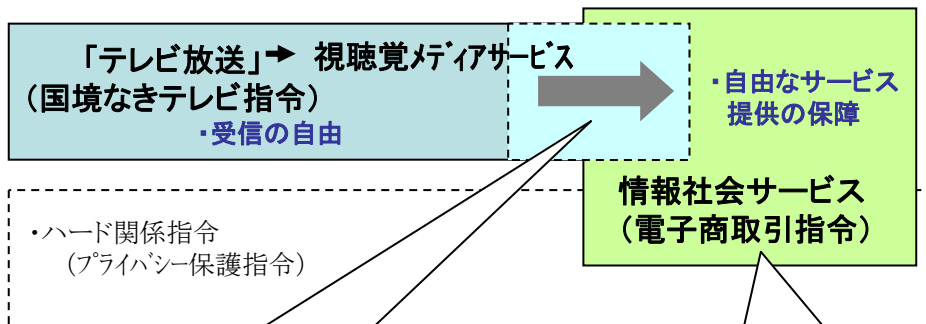 「テレビ放送」→ 視聴覚メディアサービス
（国境なきテレビ指令）
・受信の自由
・自由なサービス
提供の保障
情報社会サービス
（電子商取引指令）
・ハード関係指令
（プライバシー保護指令）